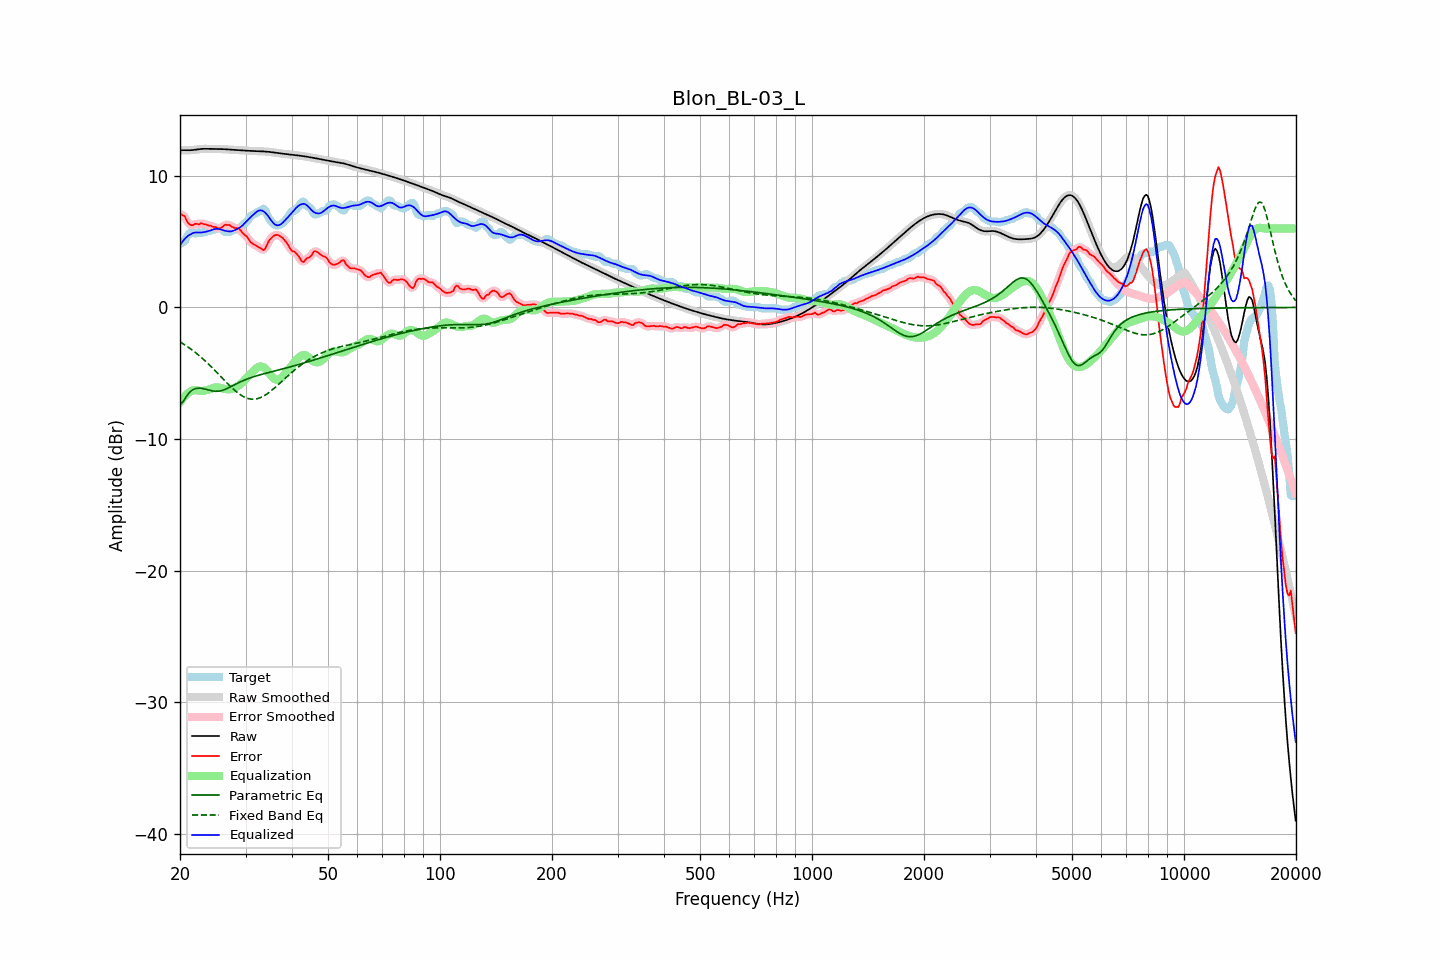 Blon_BL-03_L
Amplitude (dBr)
10
0
−10
−20
−30
−40
Target
Raw Smoothed
Error Smoothed
Raw
Error
Equalization
Parametric Eq
Fixed Band Eq
Equalized
20 50 100 200 500 1000 2000 5000 10000 20000
Frequency (Hz)